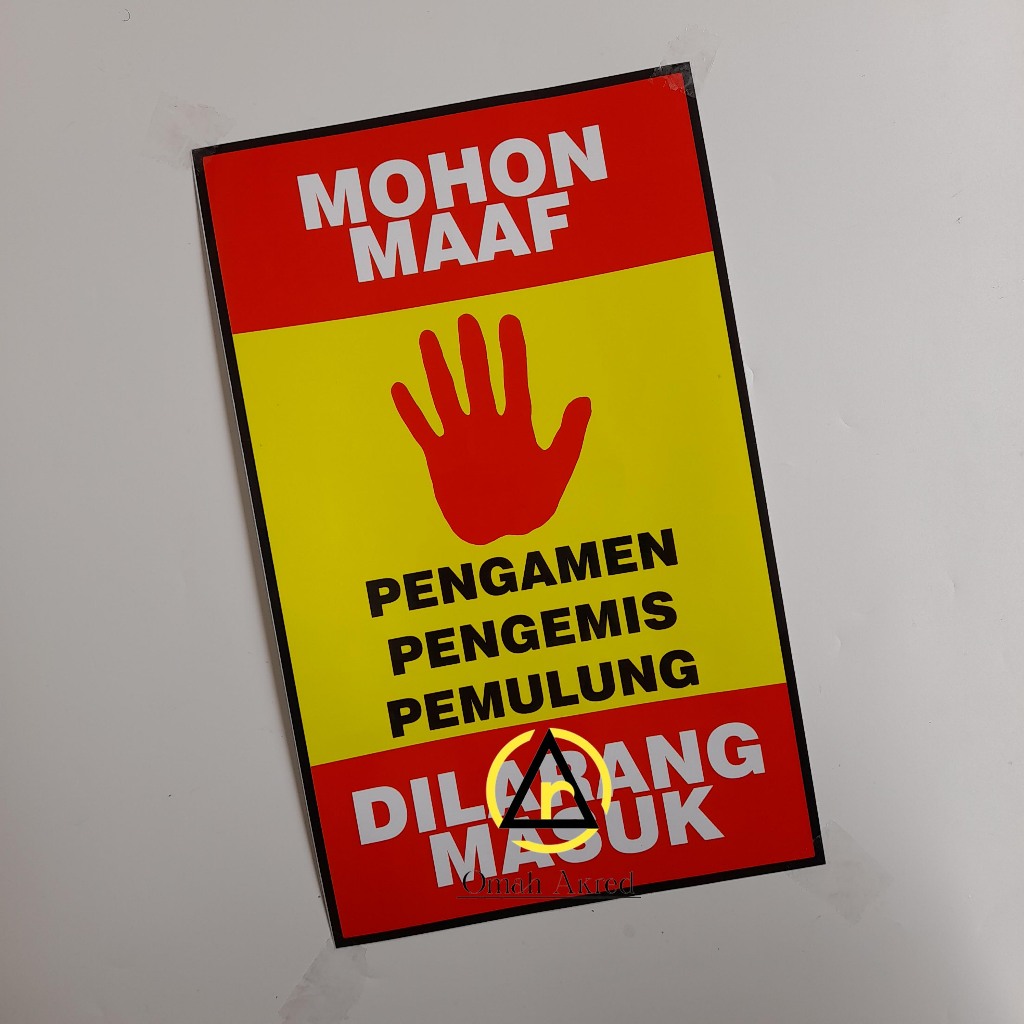 MOHON
MAAF
PENGAMEN
PENGEMIS
PEMULUNG
DILARANG
MASUK
n
Omah Akred